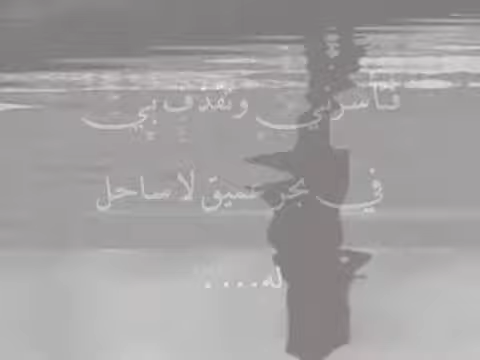 فتأسرني وتقذف بي
في بحر عميق لا ساحل
له.....